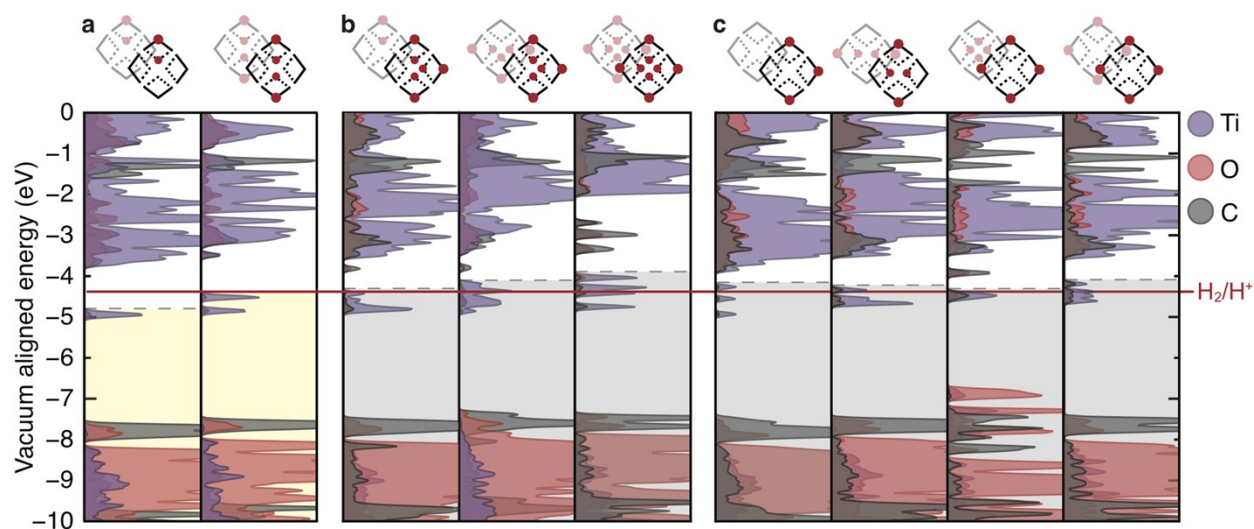 a
b
c
0
−1
−2
−3
−4
−5
−6
−7
−8
−9
−10
Vacuum aligned energy (eV)
Ti
O
C
H₂/H⁺